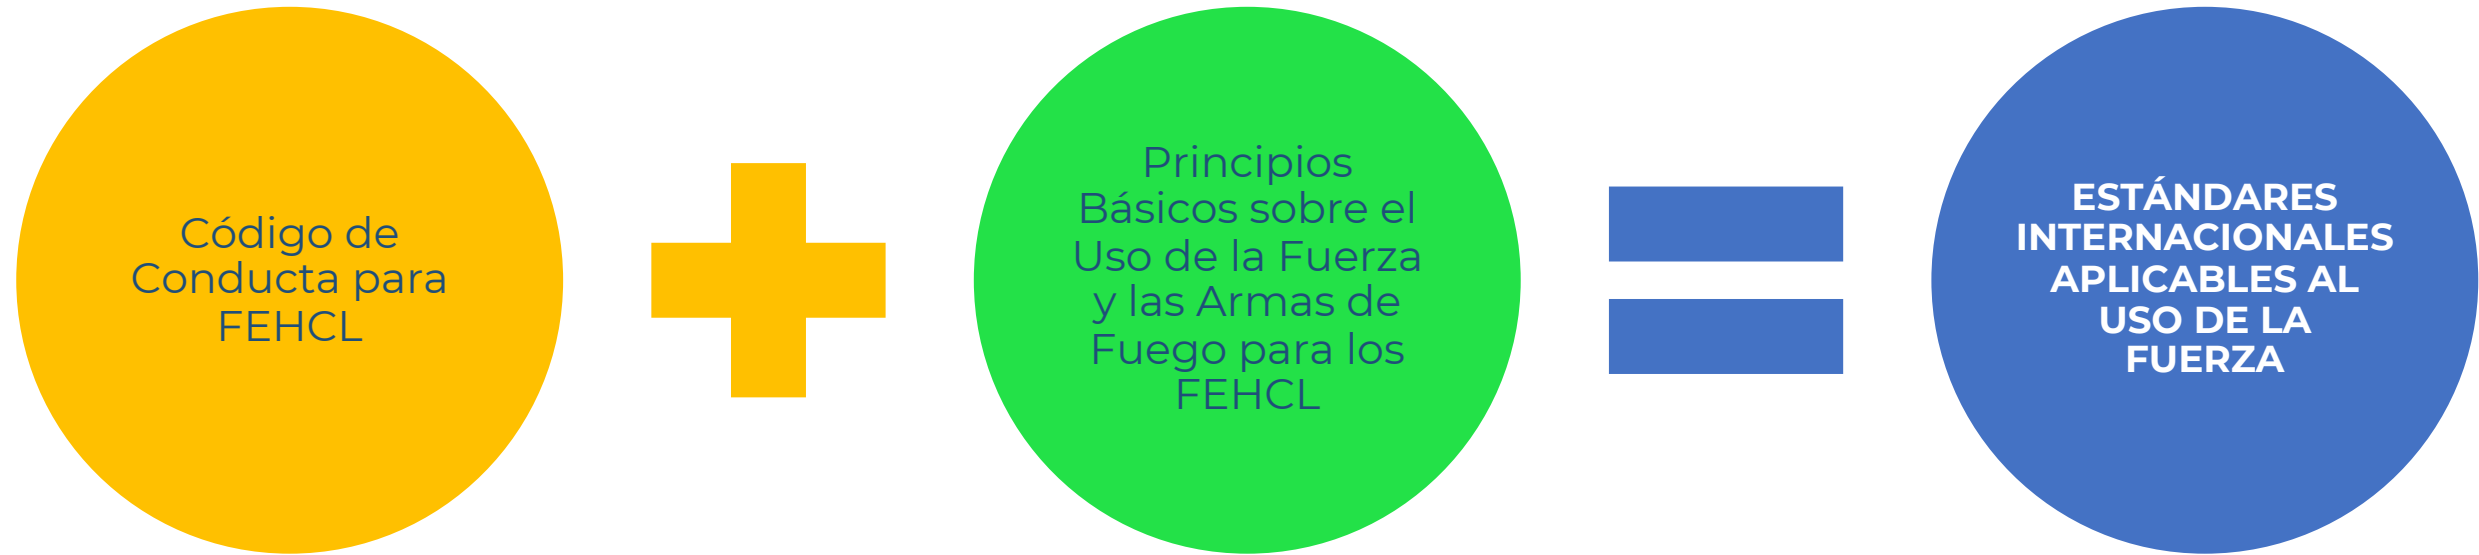 Código de
Conducta para
FEHCL
Principios
Básicos sobre el
Uso de la Fuerza
y las Armas de
Fuego para los
FEHCL
ESTÁNDARES
INTERNACIONALES
APLICABLES AL
USO DE LA
FUERZA